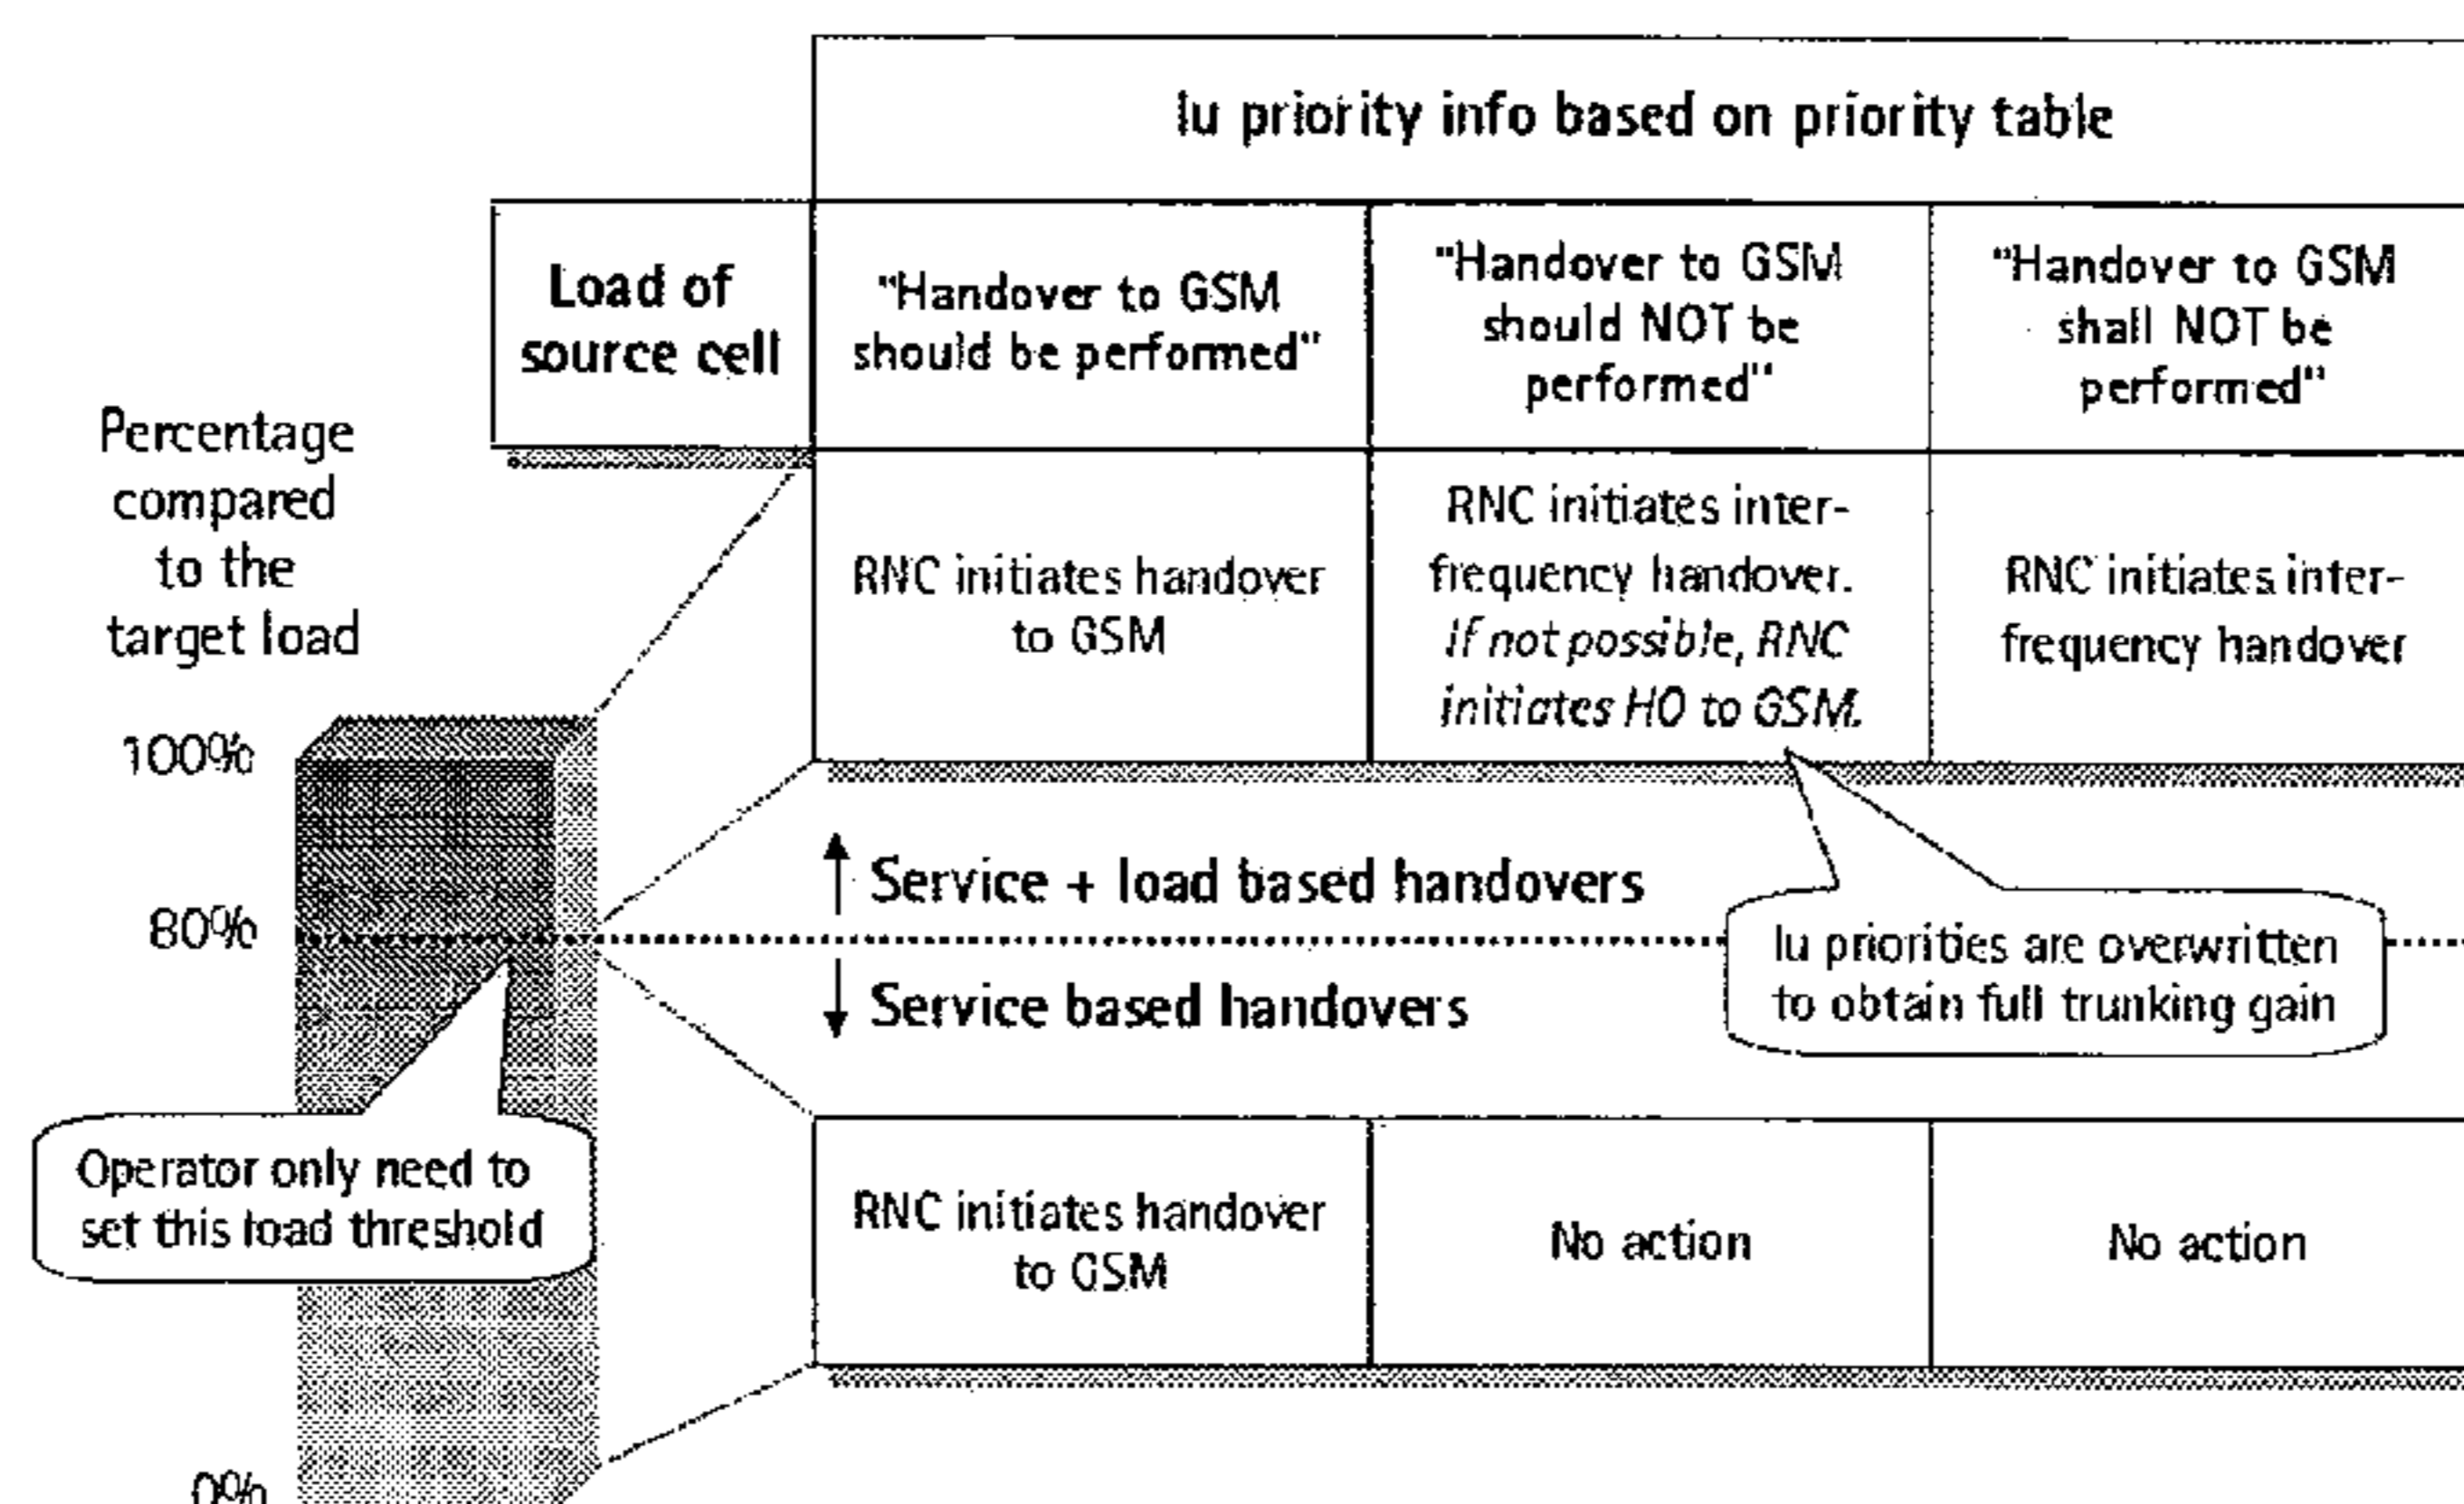 Iu priority info based on priority table
Load of
source cell
"Handover to GSM
should be performed"
"Handover to GSM
should NOT be
performed"
"Handover to GSM
shall NOT be
performed"
Percentage
compared
to the
target load
RNC initiates handover
to GSM
RNC initiates inter-
frequency handover.
If not possible, RNC
initiates HO to GSM.
RNC initiates inter-
frequency handover
100%
Service + load based handovers
80%
Iu priorities are overwritten
to obtain full trunking gain
Service based handovers
Operator only need to
set this load threshold
RNC initiates handover
to GSM
No action
No action
0%